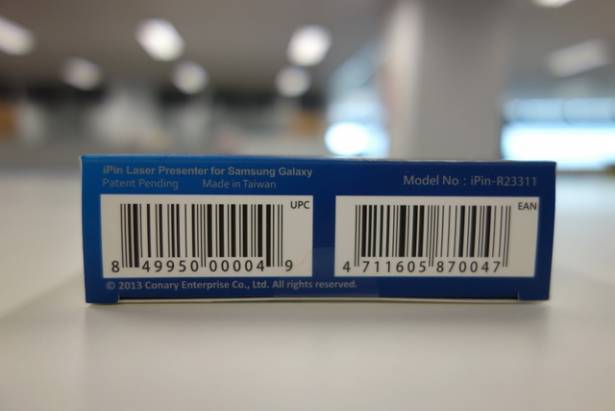 iPin Laser Presenter for Samsung Galaxy
Patent Pending Made in Taiwan
Model No : iPin-R23311
UPC
8 49950 00004 9
EAN
4 711605 870047
© 2013 Conary Enterprise Co., Ltd. All rights reserved.